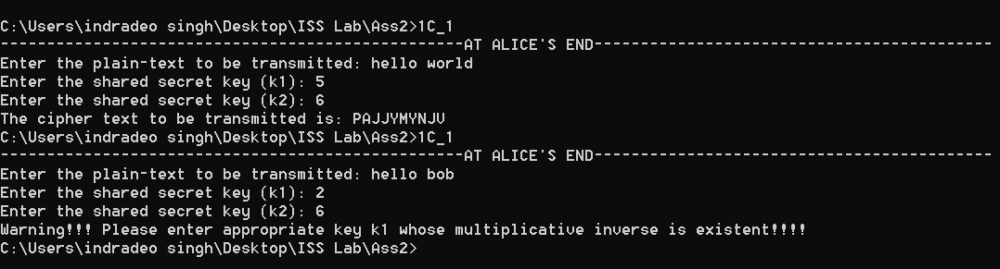 C:\Users\indradeo singh\Desktop\ISS Lab\Ass2>1C_1
--------------------------------------------------AT ALICE'S END-------------------------------------------
Enter the plain-text to be transmitted: hello world
Enter the shared secret key (k1): 5
Enter the shared secret key (k2): 6
The cipher text to be transmitted is: PAJJYMYNJV
C:\Users\indradeo singh\Desktop\ISS Lab\Ass2>1C_1
--------------------------------------------------AT ALICE'S END-------------------------------------------
Enter the plain-text to be transmitted: hello bob
Enter the shared secret key (k1): 2
Enter the shared secret key (k2): 6
Warning!!! Please enter appropriate key k1 whose multiplicative inverse is existent!!!!
C:\Users\indradeo singh\Desktop\ISS Lab\Ass2>